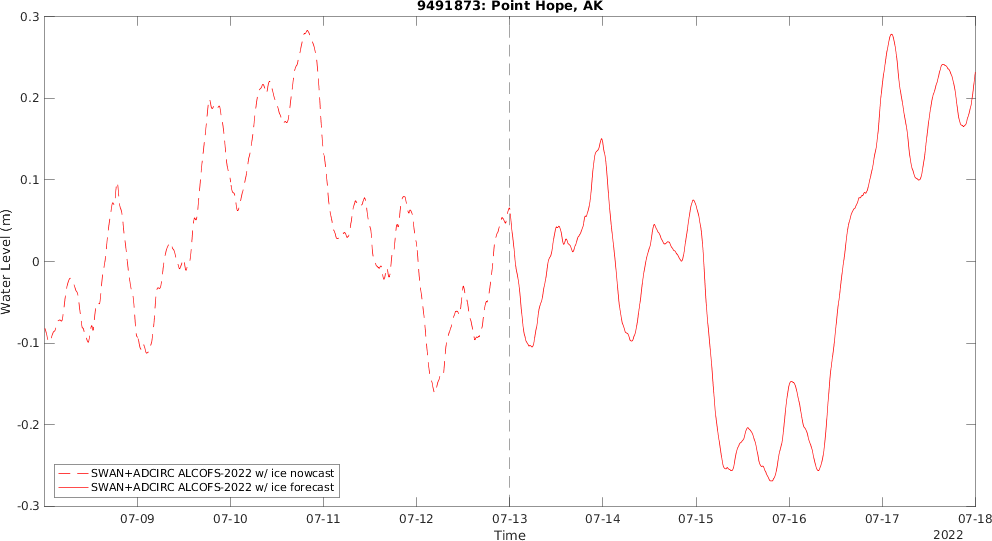 9491873: Point Hope, AK
0.3
0.2
0.1
0
-0.1
-0.2
-0.3
Water Level (m)
SWAN+ADCIRC ALCOFS-2022 w/ ice nowcast
SWAN+ADCIRC ALCOFS-2022 w/ ice forecast
07-09 07-10 07-11 07-12 07-13 07-14 07-15 07-16 07-17 07-18
Time
2022